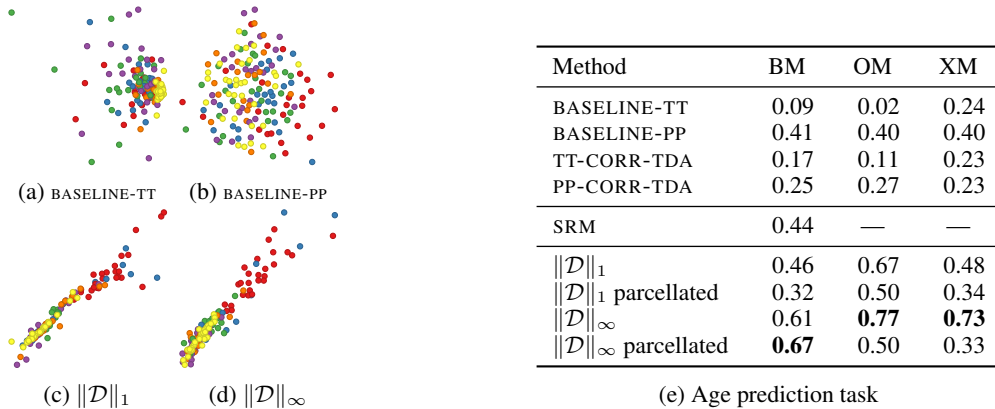 (a) BASELINE-TT
(b) BASELINE-PP
(c) ∥𝒟∥₁
(d) ∥𝒟∥∞
Method BM OM XM
BASELINE-TT 0.09 0.02 0.24
BASELINE-PP 0.41 0.40 0.40
TT-CORR-TDA 0.17 0.11 0.23
PP-CORR-TDA 0.25 0.27 0.23
SRM 0.44 — —
∥𝒟∥₁ 0.46 0.67 0.48
∥𝒟∥₁ parcellated 0.32 0.50 0.34
∥𝒟∥∞ 0.61 0.77 0.73
∥𝒟∥∞ parcellated 0.67 0.50 0.33
(e) Age prediction task